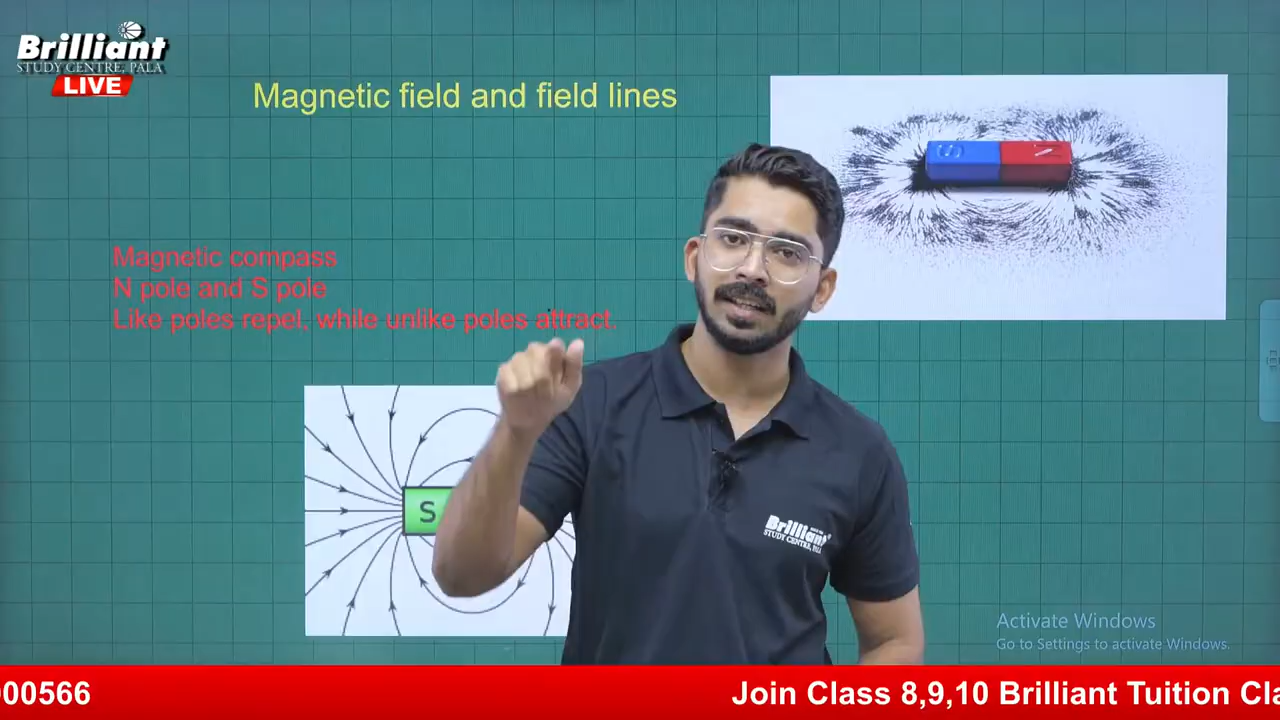 Brilliant
STUDY CENTRE, PALA
LIVE
Magnetic field and field lines
S N
Magnetic compass
N pole and S pole
Like poles repel, while unlike poles attract.
S
Brilliant
STUDY CENTRE, PALA
Activate Windows
Go to Settings to activate Windows.
00566
Join Class 8,9,10 Brilliant Tuition